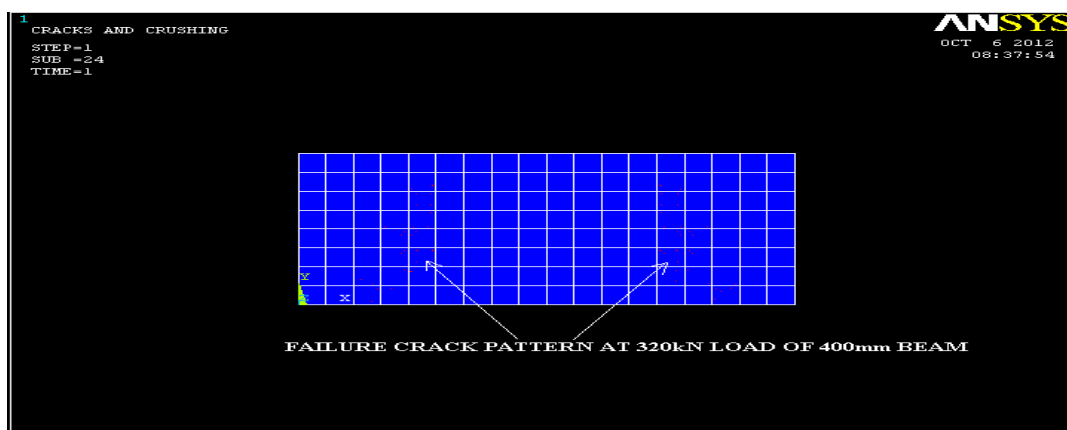 1
CRACKS AND CRUSHING
STEP=1
SUB =24
TIME=1
ANSYS
OCT 6 2012
08:37:54
Y
X
FAILURE CRACK PATTERN AT 320kN LOAD OF 400mm BEAM